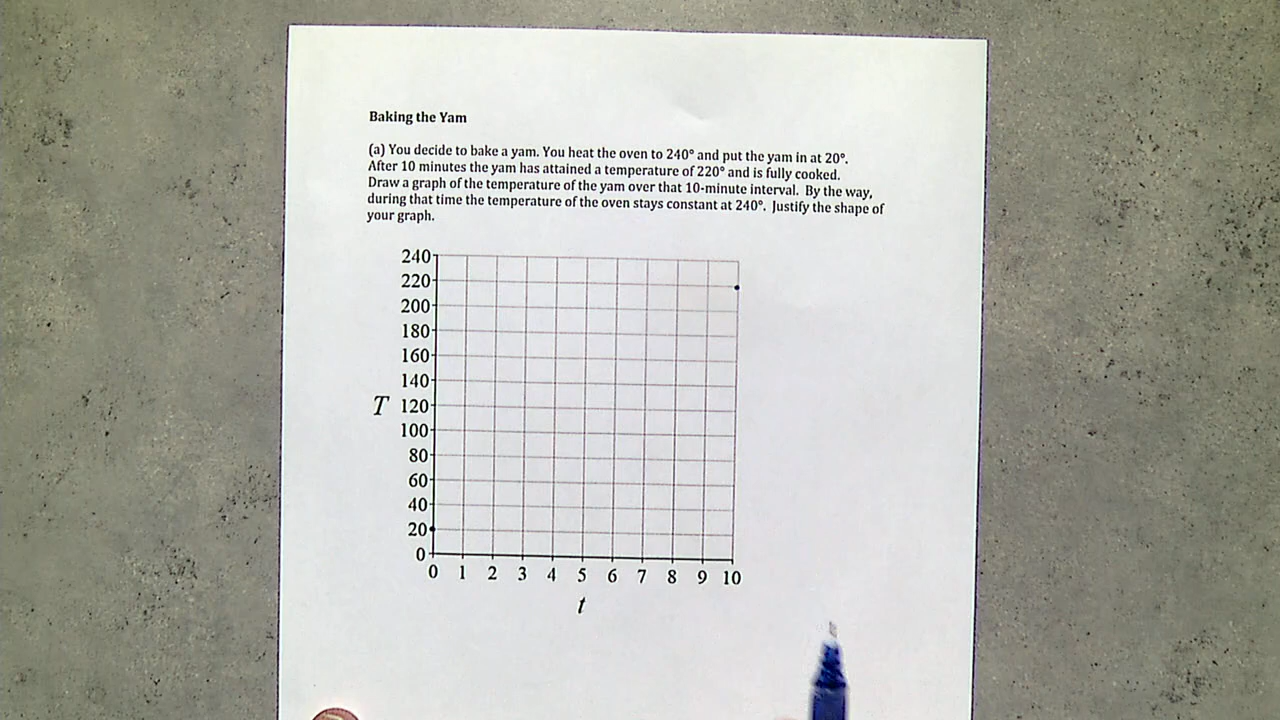 Baking the Yam
(a) You decide to bake a yam. You heat the oven to 240° and put the yam in at 20°.
After 10 minutes the yam has attained a temperature of 220° and is fully cooked.
Draw a graph of the temperature of the yam over that 10-minute interval. By the way,
during that time the temperature of the oven stays constant at 240°. Justify the shape of
your graph.
240
220
200
180
160
140
T 120
100
80
60
40
20
0
0 1 2 3 4 5 6 7 8 9 10
t